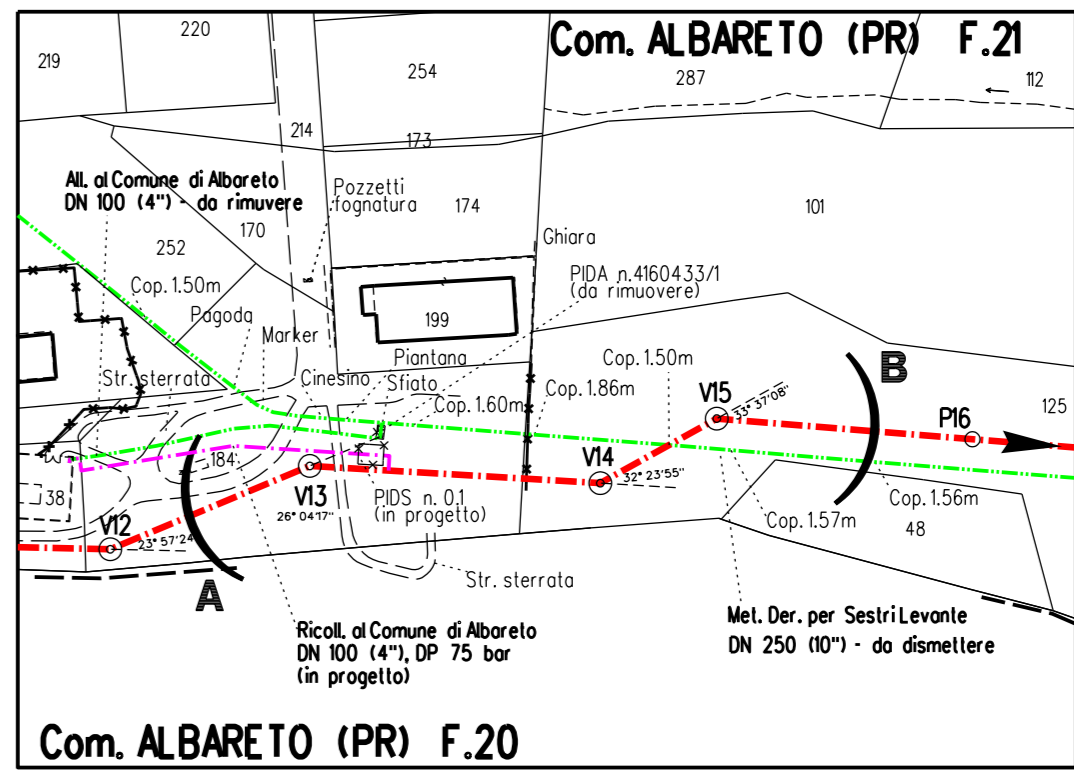 Com. ALBARETO (PR) F.21
220
219
254
287
112
214
173
All. al Comune di Albareto
DN 100 (4") - da rimuvere
Pozzetti
fognatura
174
101
170
252
Ghiara
PIDA n.4160433/1
(da rimuovere)
Cop. 1.50m
Pagoda
Marker
199
Piantana
Cop. 1.50m
B
Str. sterrata
Cinesino
Sfiato
Cop. 1.86m
V15
33° 37'08"
Cop. 1.60m
P16
125
184
V13
26° 04'17"
V14
32° 23'55"
38
PIDS n. 0.1
(in progetto)
Cop. 1.56m
V12
23° 57'24"
Cop. 1.57m
48
A
Str. sterrata
Ricoll. al Comune di Albareto
DN 100 (4"), DP 75 bar
(in progetto)
Met. Der. per Sestri Levante
DN 250 (10") - da dismettere
Com. ALBARETO (PR) F.20